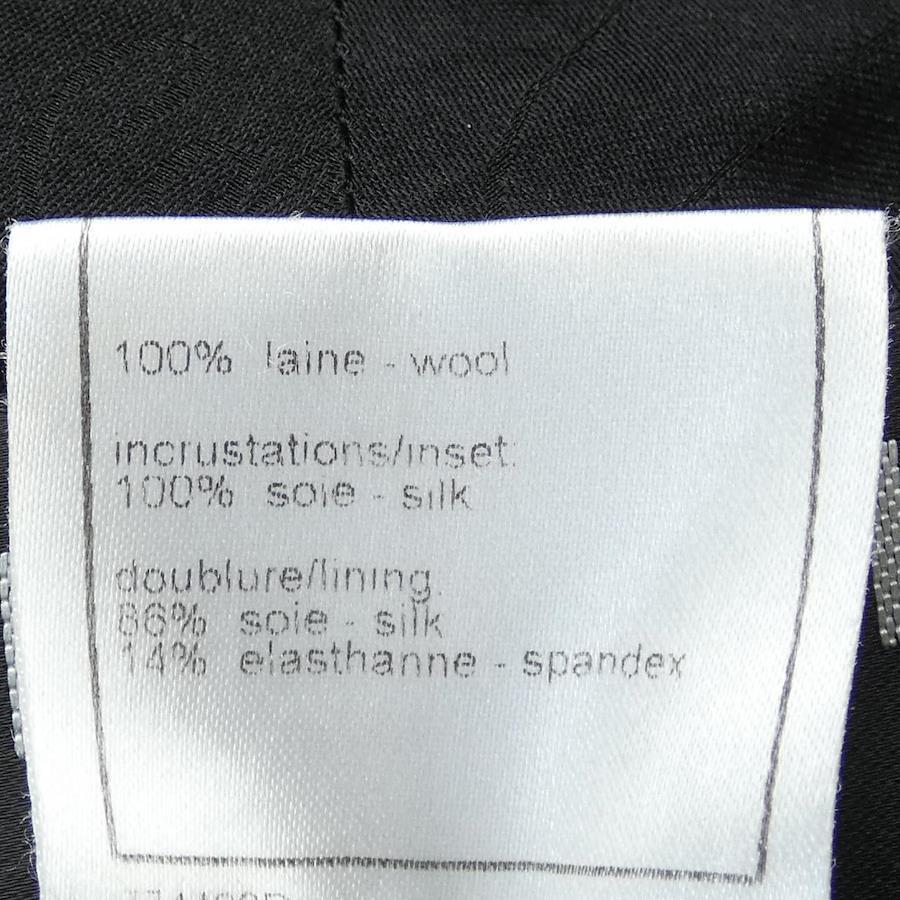 100% laine - wool
incrustations/inset:
100% soie - silk
doublure/lining:
86% soie - silk
14% elasthanne - spandex